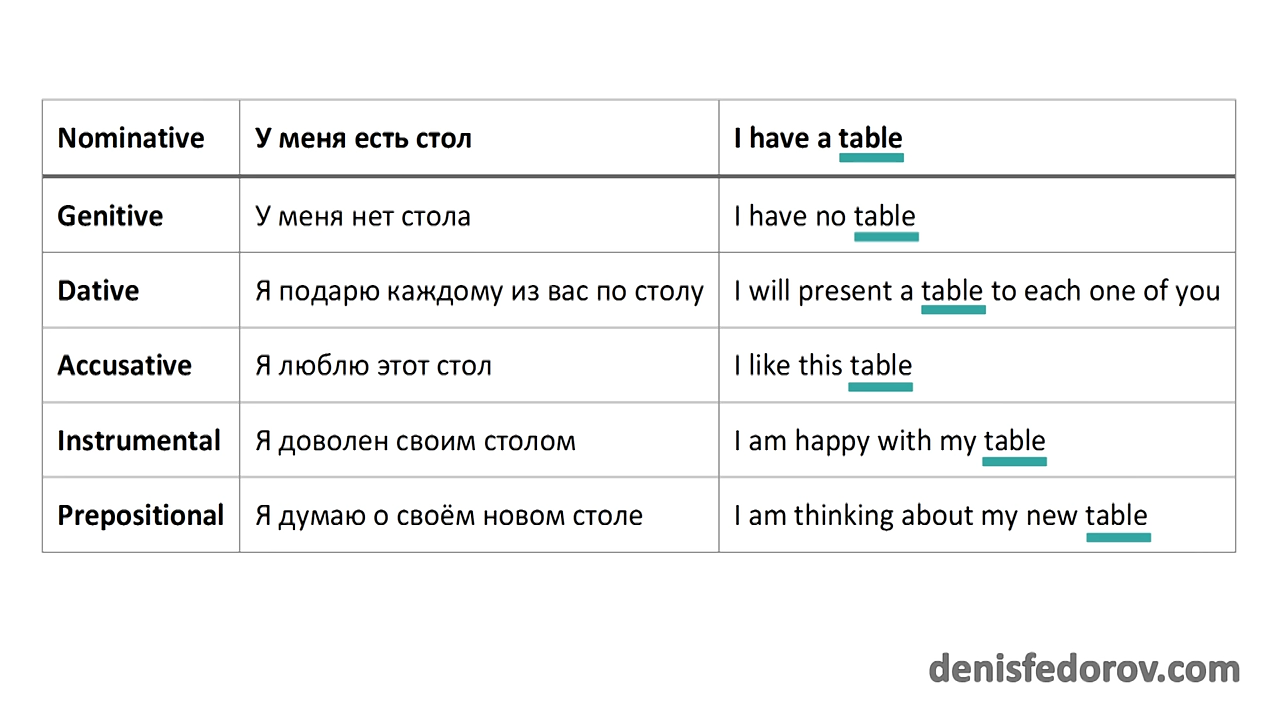 Nominative У меня есть стол I have a table
Genitive У меня нет стола I have no table
Dative Я подарю каждому из вас по столу I will present a table to each one of you
Accusative Я люблю этот стол I like this table
Instrumental Я доволен своим столом I am happy with my table
Prepositional Я думаю о своём новом столе I am thinking about my new table
denisfedorov.com